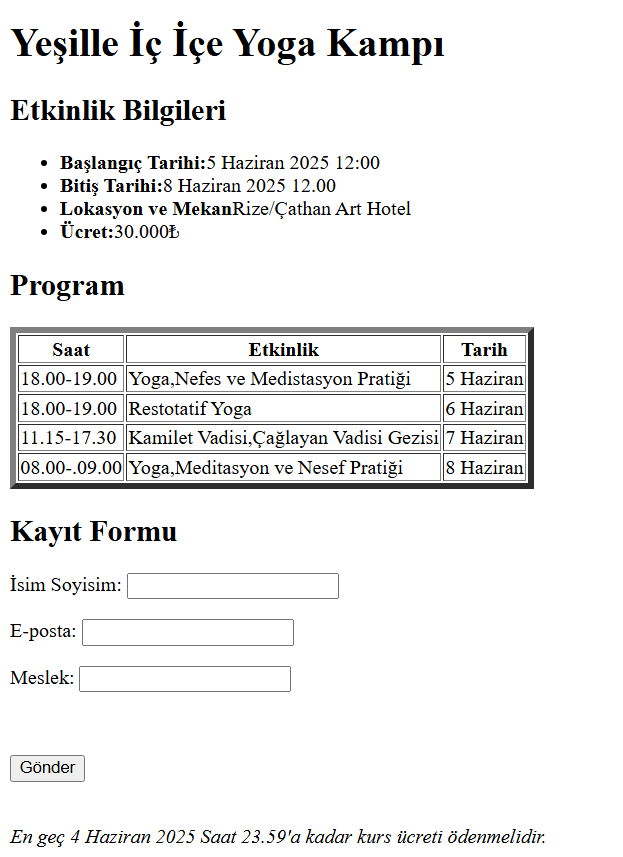 Yeşille İç İçe Yoga Kampı
Etkinlik Bilgileri
Başlangıç Tarihi:5 Haziran 2025 12:00
Bitiş Tarihi:8 Haziran 2025 12.00
Lokasyon ve MekanRize/Çathan Art Hotel
Ücret:30.000₺
Program
Saat Etkinlik Tarih
18.00-19.00 Yoga,Nefes ve Medistasyon Pratiği 5 Haziran
18.00-19.00 Restotatif Yoga 6 Haziran
11.15-17.30 Kamilet Vadisi,Çağlayan Vadisi Gezisi 7 Haziran
08.00-.09.00 Yoga,Meditasyon ve Nesef Pratiği 8 Haziran
Kayıt Formu
İsim Soyisim:
E-posta:
Meslek:
Gönder
En geç 4 Haziran 2025 Saat 23.59'a kadar kurs ücreti ödenmelidir.